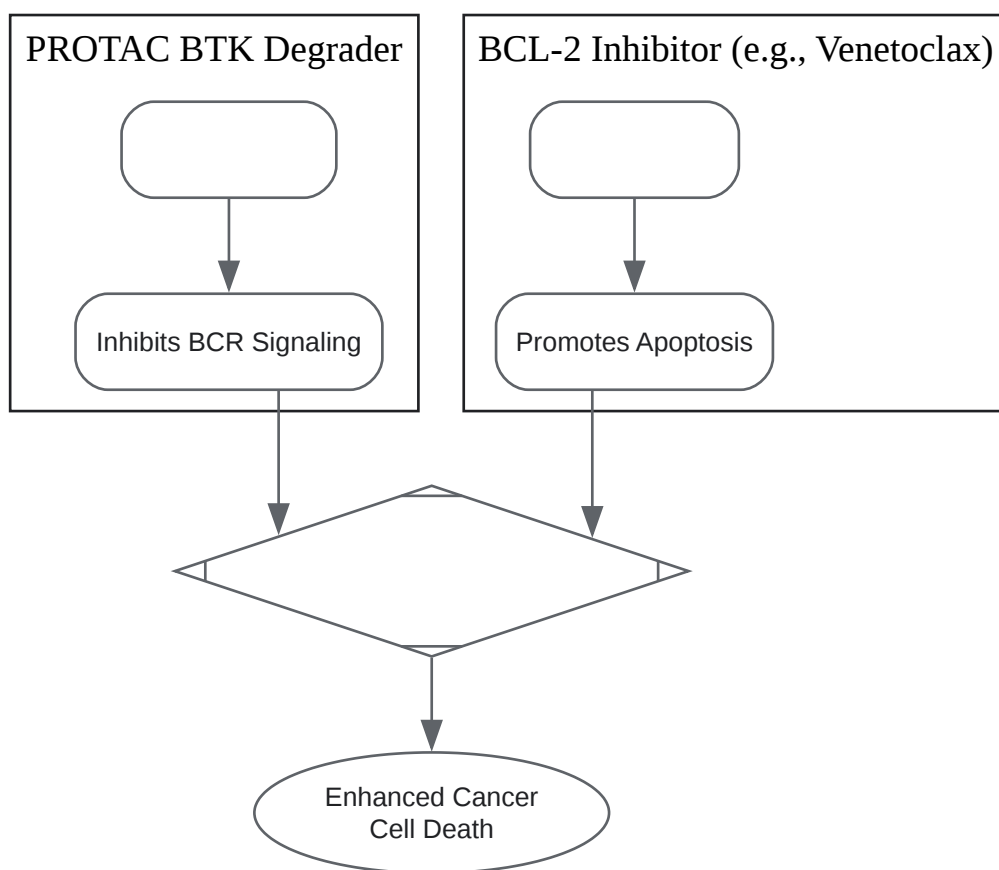 PROTAC BTK Degrader
BCL-2 Inhibitor (e.g., Venetoclax)
Inhibits BCR Signaling
Promotes Apoptosis
Enhanced Cancer
Cell Death